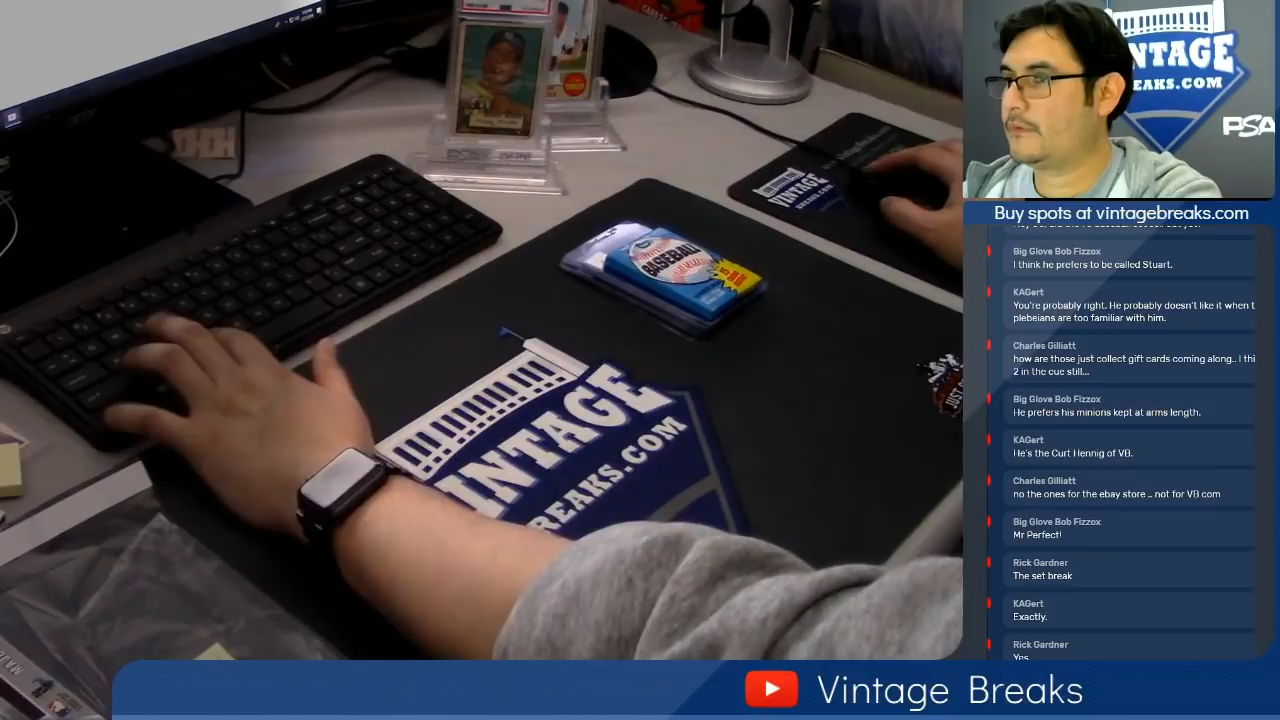 BASEBALL
VINTAGE
BREAKS.COM
VINTAGE
BREAKS.COM
JUST
VINTAGE
BREAKS.COM
PSA
Buy spots at vintagebreaks.com
Big Glove Bob Fizzox
I think he prefers to be called Stuart.
KAGert
You're probably right. He probably doesn't like it when t
plebeians are too familiar with him.
Charles Gilliatt
how are those just collect gift cards coming along.. I thi
2 in the cue still...
Big Glove Bob Fizzox
He prefers his minions kept at arms length.
KAGert
He's the Curt Hennig of VB.
Charles Gilliatt
no the ones for the ebay store .. not for VB com
Big Glove Bob Fizzox
Mr Perfect!
Rick Gardner
The set break
KAGert
Exactly.
Rick Gardner
Yes
Vintage Breaks